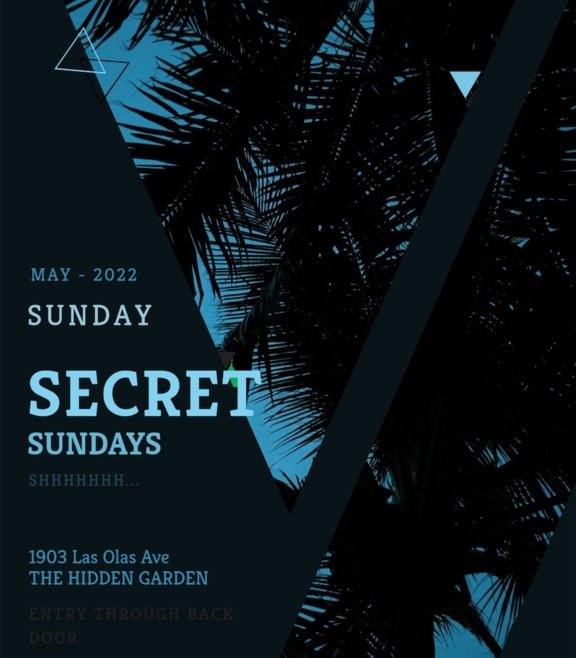 MAY - 2022
SUNDAY
SECRET
SUNDAYS
SHHHHHHH...
1903 Las Olas Ave
THE HIDDEN GARDEN
ENTRY THROUGH BACK
DOOR